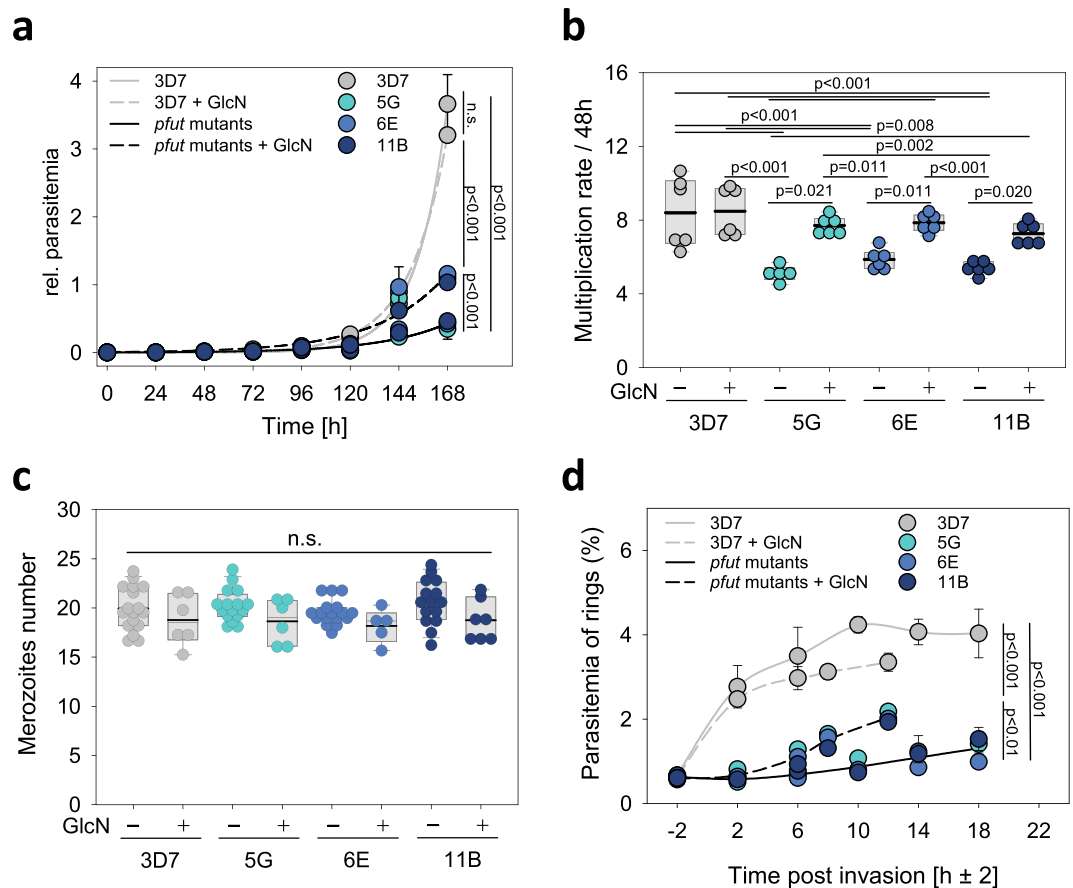 a
rel. parasitemia
4
3
2
1
0
3D7
3D7 + GlcN
pfut mutants
pfut mutants + GlcN
3D7
5G
6E
11B
n.s.
p<0.001
p<0.001
p<0.001
0 24 48 72 96 120 144 168
Time [h]
b
Multiplication rate / 48h
16
12
8
4
0
p<0.001
p<0.001
p=0.008
p=0.002
p<0.001 p=0.011 p<0.001
p=0.021 p=0.011 p=0.020
GlcN − + − + − + − +
3D7 5G 6E 11B
c
Merozoites number
30
25
20
15
10
5
0
n.s.
GlcN − + − + − + − +
3D7 5G 6E 11B
d
Parasitemia of rings (%)
6
4
2
0
3D7
3D7 + GlcN
pfut mutants
pfut mutants + GlcN
3D7
5G
6E
11B
p<0.001
p<0.01
p<0.001
-2 2 6 10 14 18 22
Time post invasion [h ± 2]